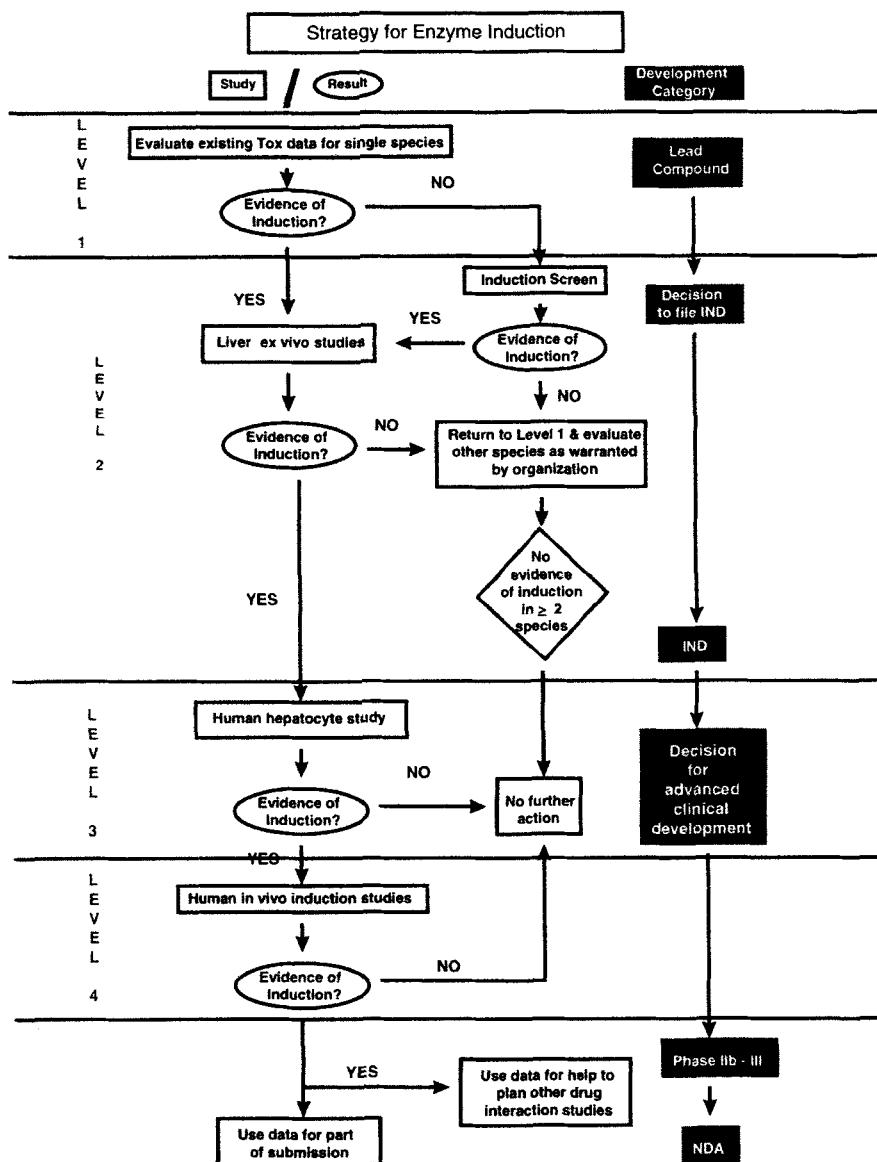 Strategy for Enzyme Induction
Study
Result
Development
Category
LEVEL 1
Evaluate existing Tox data for single species
Lead
Compound
NO
Evidence of
Induction?
Induction Screen
YES
Decision
to file IND
YES
Liver ex vivo studies
Evidence of
Induction?
LEVEL 2
NO
NO
Evidence of
Induction?
Return to Level 1 & evaluate
other species as warranted
by organization
No
evidence
of induction
in ≥ 2
species
YES
IND
LEVEL 3
Human hepatocyte study
Decision
for
advanced
clinical
development
NO
Evidence of
Induction?
No further
action
YES
LEVEL 4
Human in vivo induction studies
NO
Evidence of
Induction?
Phase IIb - III
YES
Use data for help to
plan other drug
interaction studies
Use data for part
of submission
NDA